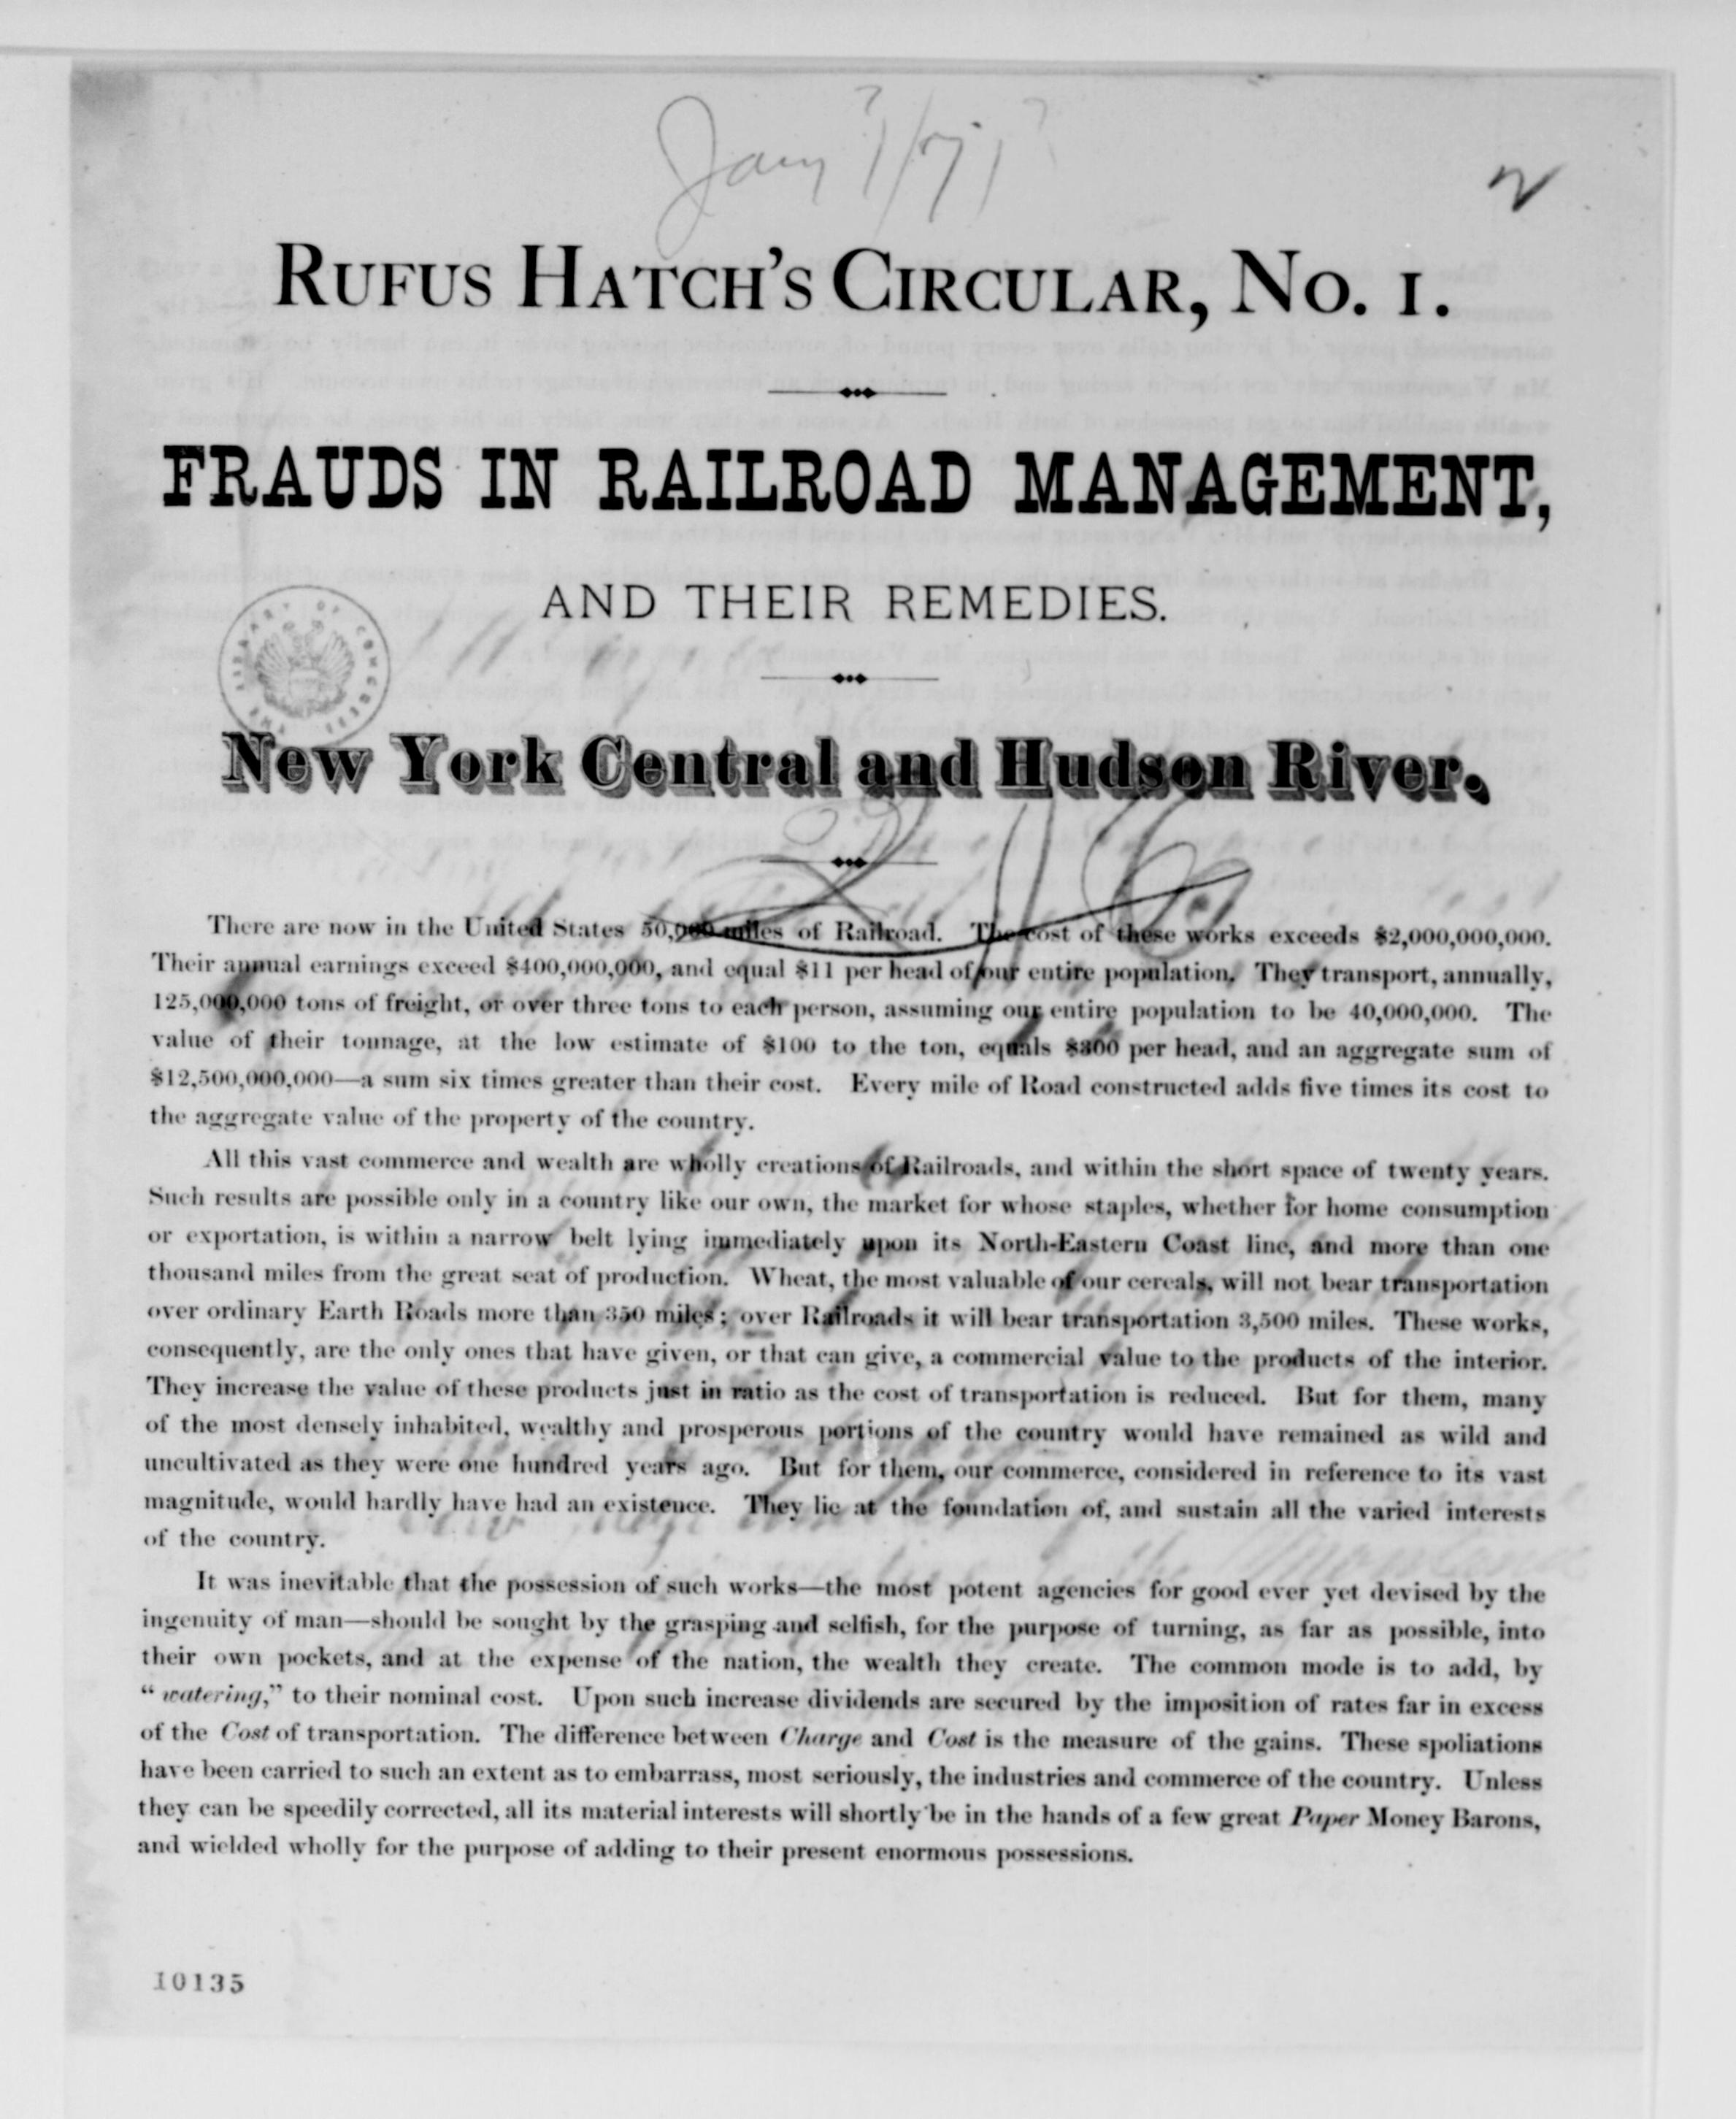 Jany
RUFUS HATCH'S CIRCULAR, No. 1.
FRAUDS IN RAILROAD MANAGEMENT,
AND THEIR REMEDIES.
LIBRARY OF CONGRESS
New York Central and Hudson River.
There are now in the United States 50,000 miles of Railroad. The cost of these works exceeds $2,000,000,000.
Their annual earnings exceed $400,000,000, and equal $11 per head of our entire population. They transport, annually,
125,000,000 tons of freight, or over three tons to each person, assuming our entire population to be 40,000,000. The
value of their tonnage, at the low estimate of $100 to the ton, equals $300 per head, and an aggregate sum of
$12,500,000,000—a sum six times greater than their cost. Every mile of Road constructed adds five times its cost to
the aggregate value of the property of the country.
All this vast commerce and wealth are wholly creations of Railroads, and within the short space of twenty years.
Such results are possible only in a country like our own, the market for whose staples, whether for home consumption
or exportation, is within a narrow belt lying immediately upon its North-Eastern Coast line, and more than one
thousand miles from the great seat of production. Wheat, the most valuable of our cereals, will not bear transportation
over ordinary Earth Roads more than 350 miles; over Railroads it will bear transportation 3,500 miles. These works,
consequently, are the only ones that have given, or that can give, a commercial value to the products of the interior.
They increase the value of these products just in ratio as the cost of transportation is reduced. But for them, many
of the most densely inhabited, wealthy and prosperous portions of the country would have remained as wild and
uncultivated as they were one hundred years ago. But for them, our commerce, considered in reference to its vast
magnitude, would hardly have had an existence. They lie at the foundation of, and sustain all the varied interests
of the country.
It was inevitable that the possession of such works—the most potent agencies for good ever yet devised by the
ingenuity of man—should be sought by the grasping and selfish, for the purpose of turning, as far as possible, into
their own pockets, and at the expense of the nation, the wealth they create. The common mode is to add, by
"watering," to their nominal cost. Upon such increase dividends are secured by the imposition of rates far in excess
of the Cost of transportation. The difference between Charge and Cost is the measure of the gains. These spoliations
have been carried to such an extent as to embarrass, most seriously, the industries and commerce of the country. Unless
they can be speedily corrected, all its material interests will shortly be in the hands of a few great Paper Money Barons,
and wielded wholly for the purpose of adding to their present enormous possessions.
10135